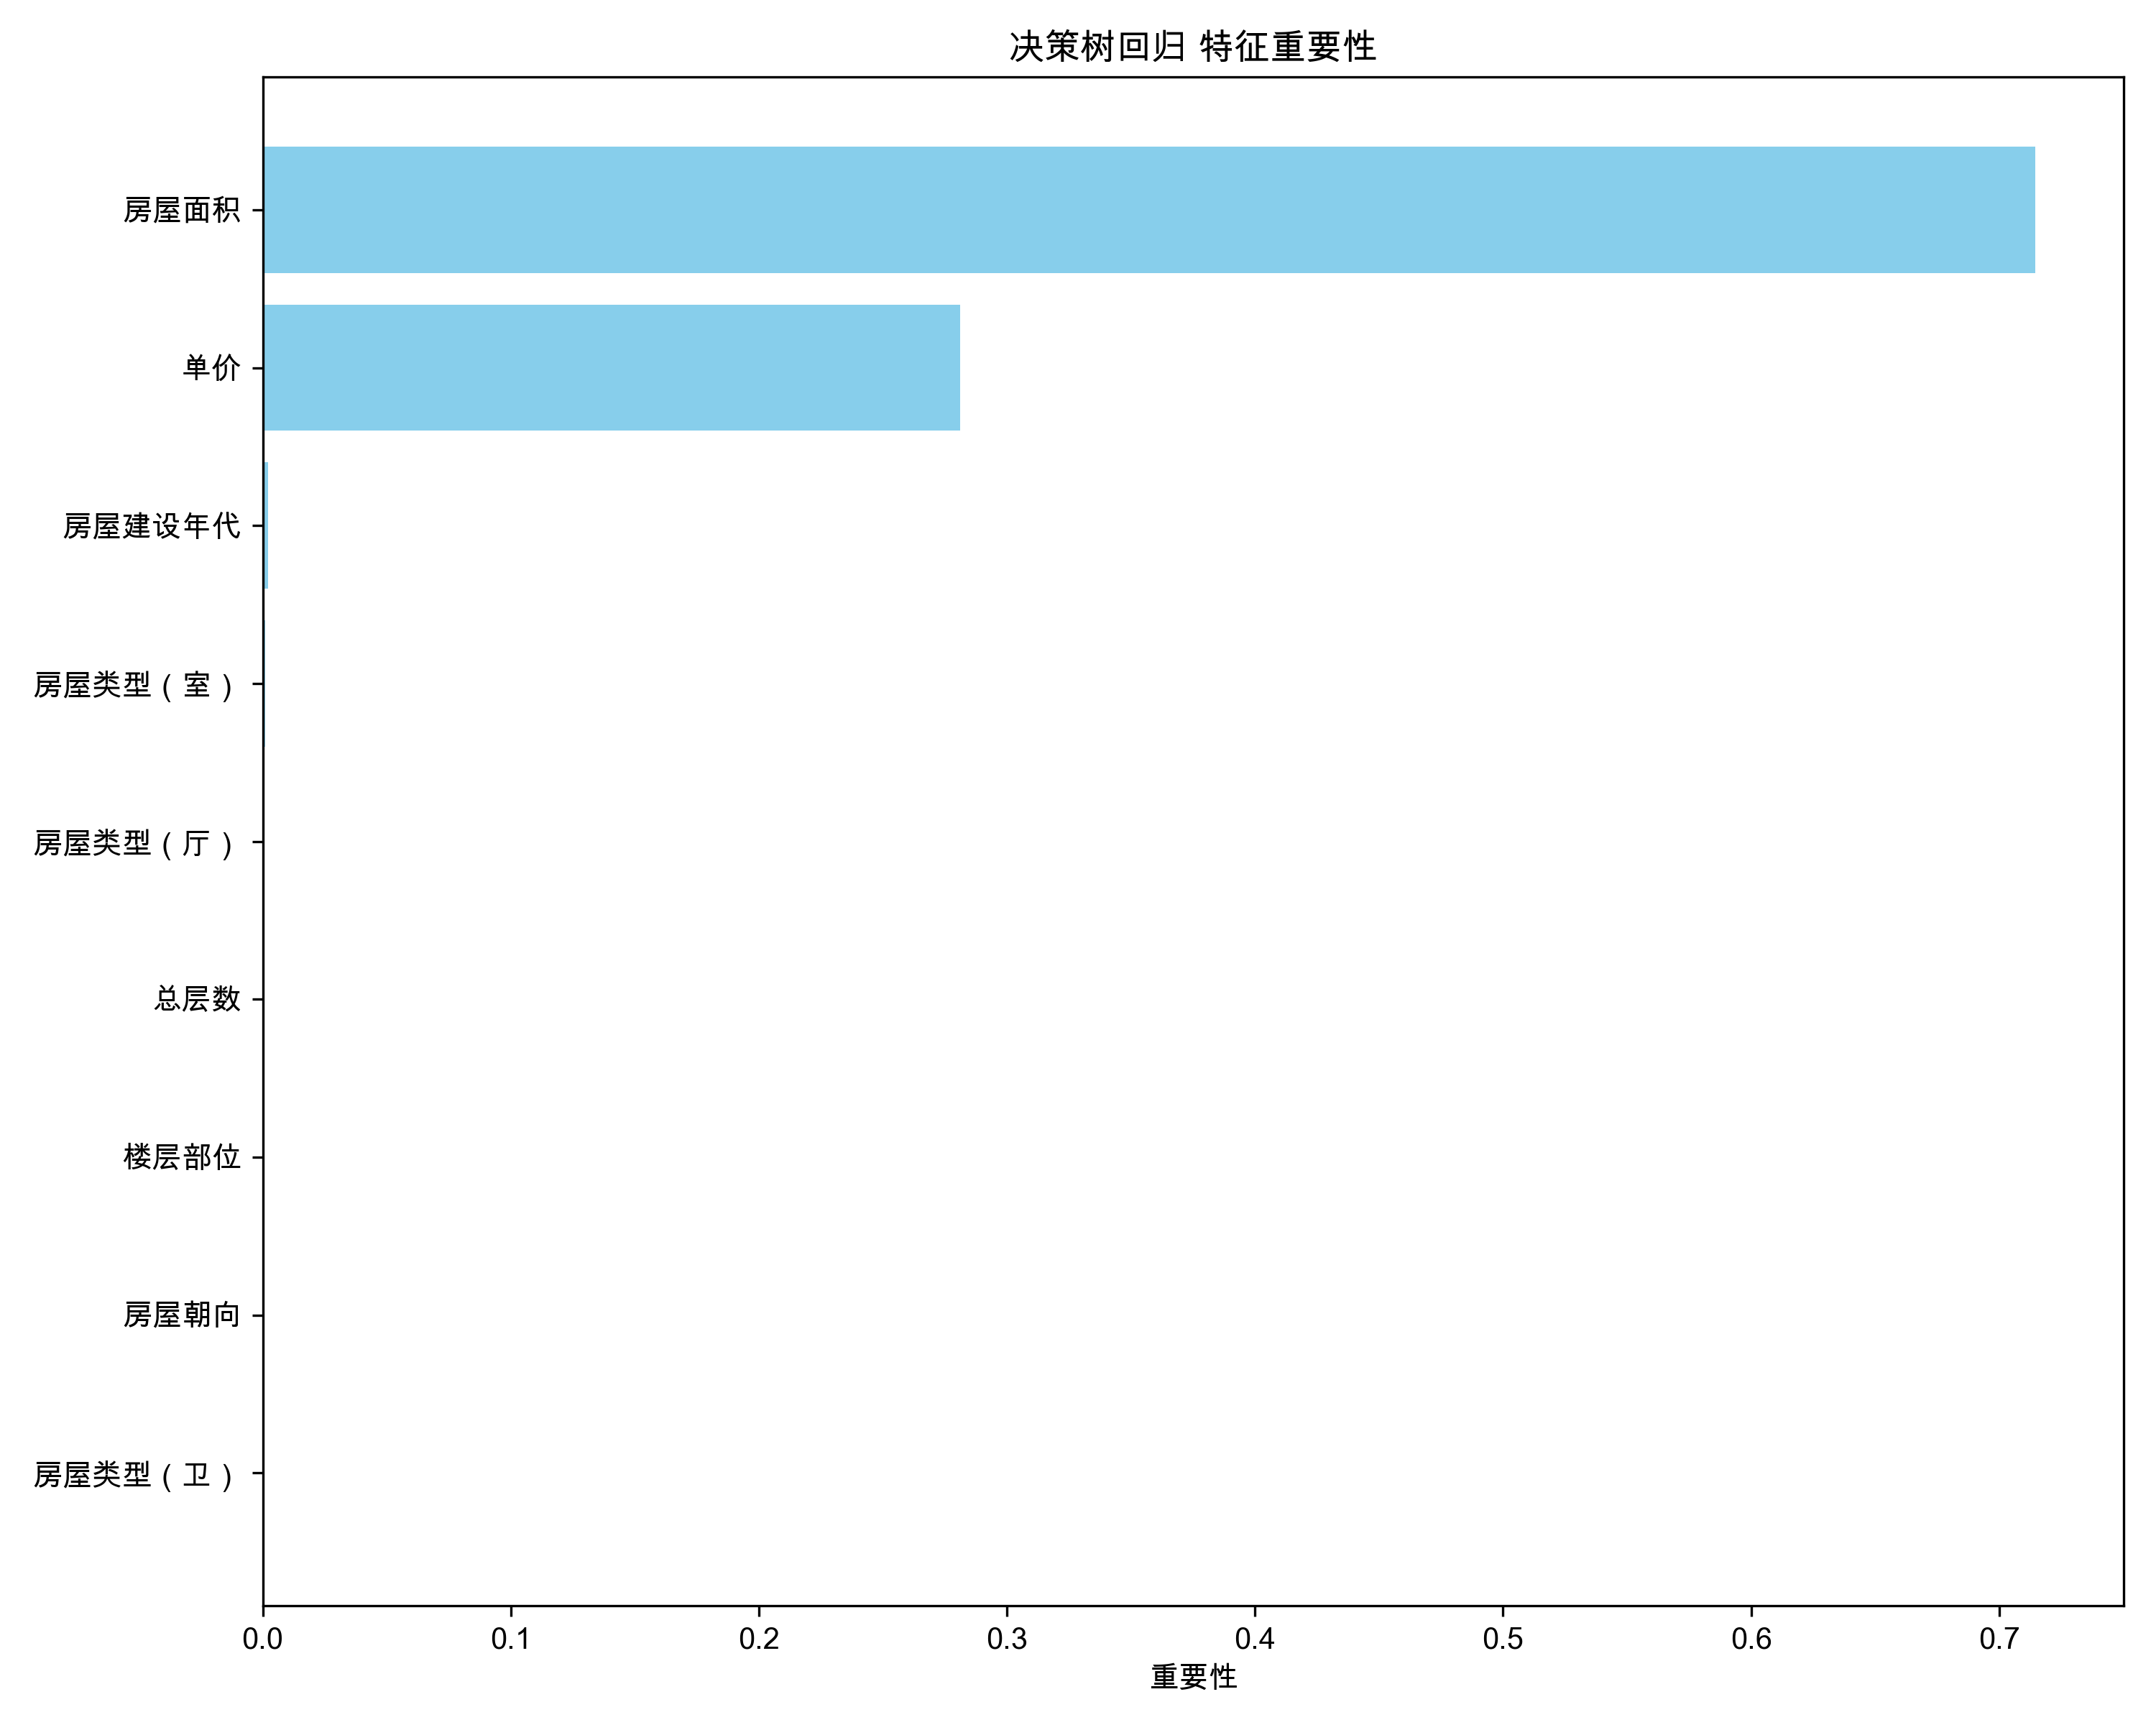 决策树回归 特征重要性
房屋面积
单价
房屋建设年代
房屋类型（室）
房屋类型（厅）
总层数
楼层部位
房屋朝向
房屋类型（卫）
0.0 0.1 0.2 0.3 0.4 0.5 0.6 0.7
重要性